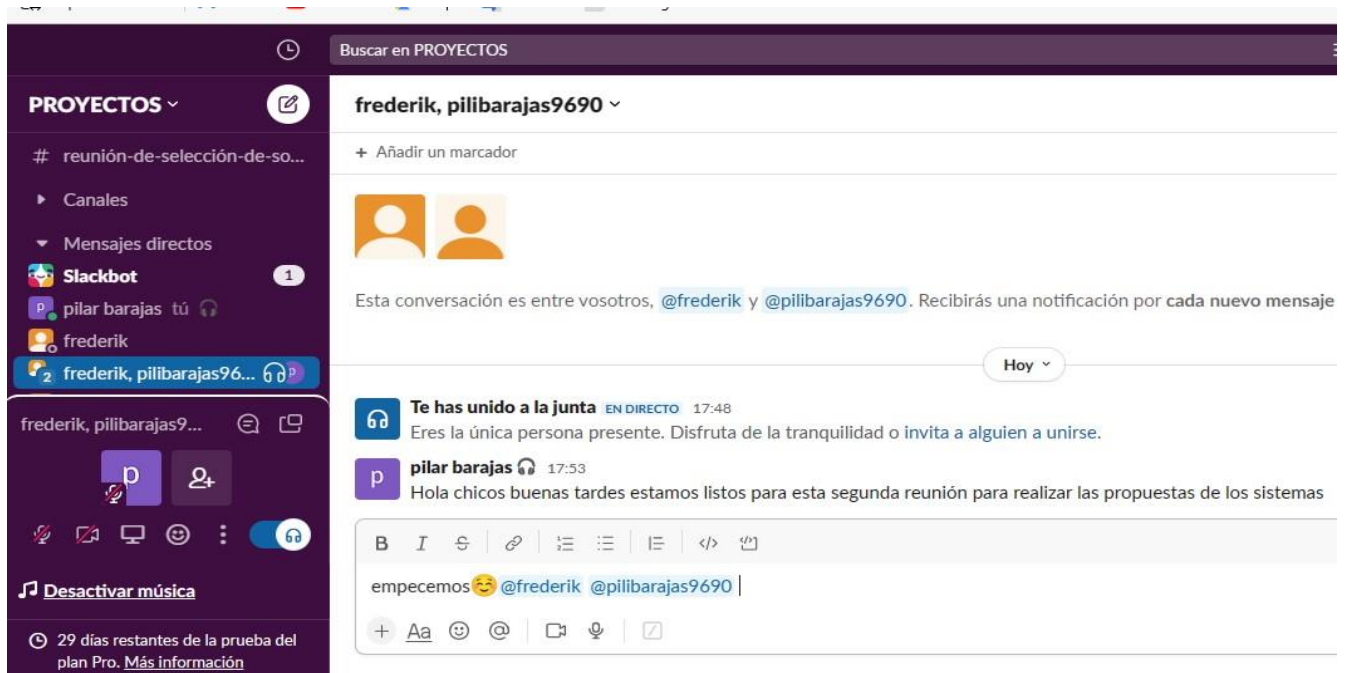 Buscar en PROYECTOS
PROYECTOS
frederik, pilibarajas9690
# reunión-de-selección-de-so...
+ Añadir un marcador
Canales
Mensajes directos
Slackbot 1
P pilar barajas tú
frederik
2 frederik, pilibarajas96... P
Esta conversación es entre vosotros, @frederik y @pilibarajas9690. Recibirás una notificación por cada nuevo mensaje
Hoy
Te has unido a la junta EN DIRECTO 17:48
Eres la única persona presente. Disfruta de la tranquilidad o invita a alguien a unirse.
p pilar barajas 17:53
Hola chicos buenas tardes estamos listos para esta segunda reunión para realizar las propuestas de los sistemas
frederik, pilibarajas9...
p
B I S
empecemos @frederik @pilibarajas9690
+ Aa @
Desactivar música
29 días restantes de la prueba del
plan Pro. Más información